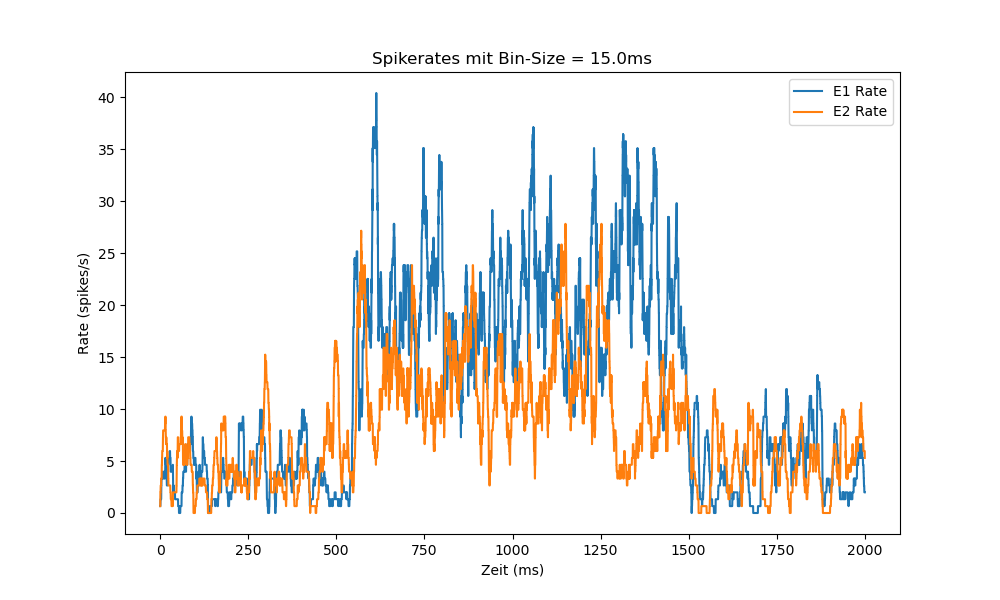 Spikerates mit Bin-Size = 15.0ms
E1 Rate
E2 Rate
Rate (spikes/s)
40
35
30
25
20
15
10
5
0
0 250 500 750 1000 1250 1500 1750 2000
Zeit (ms)